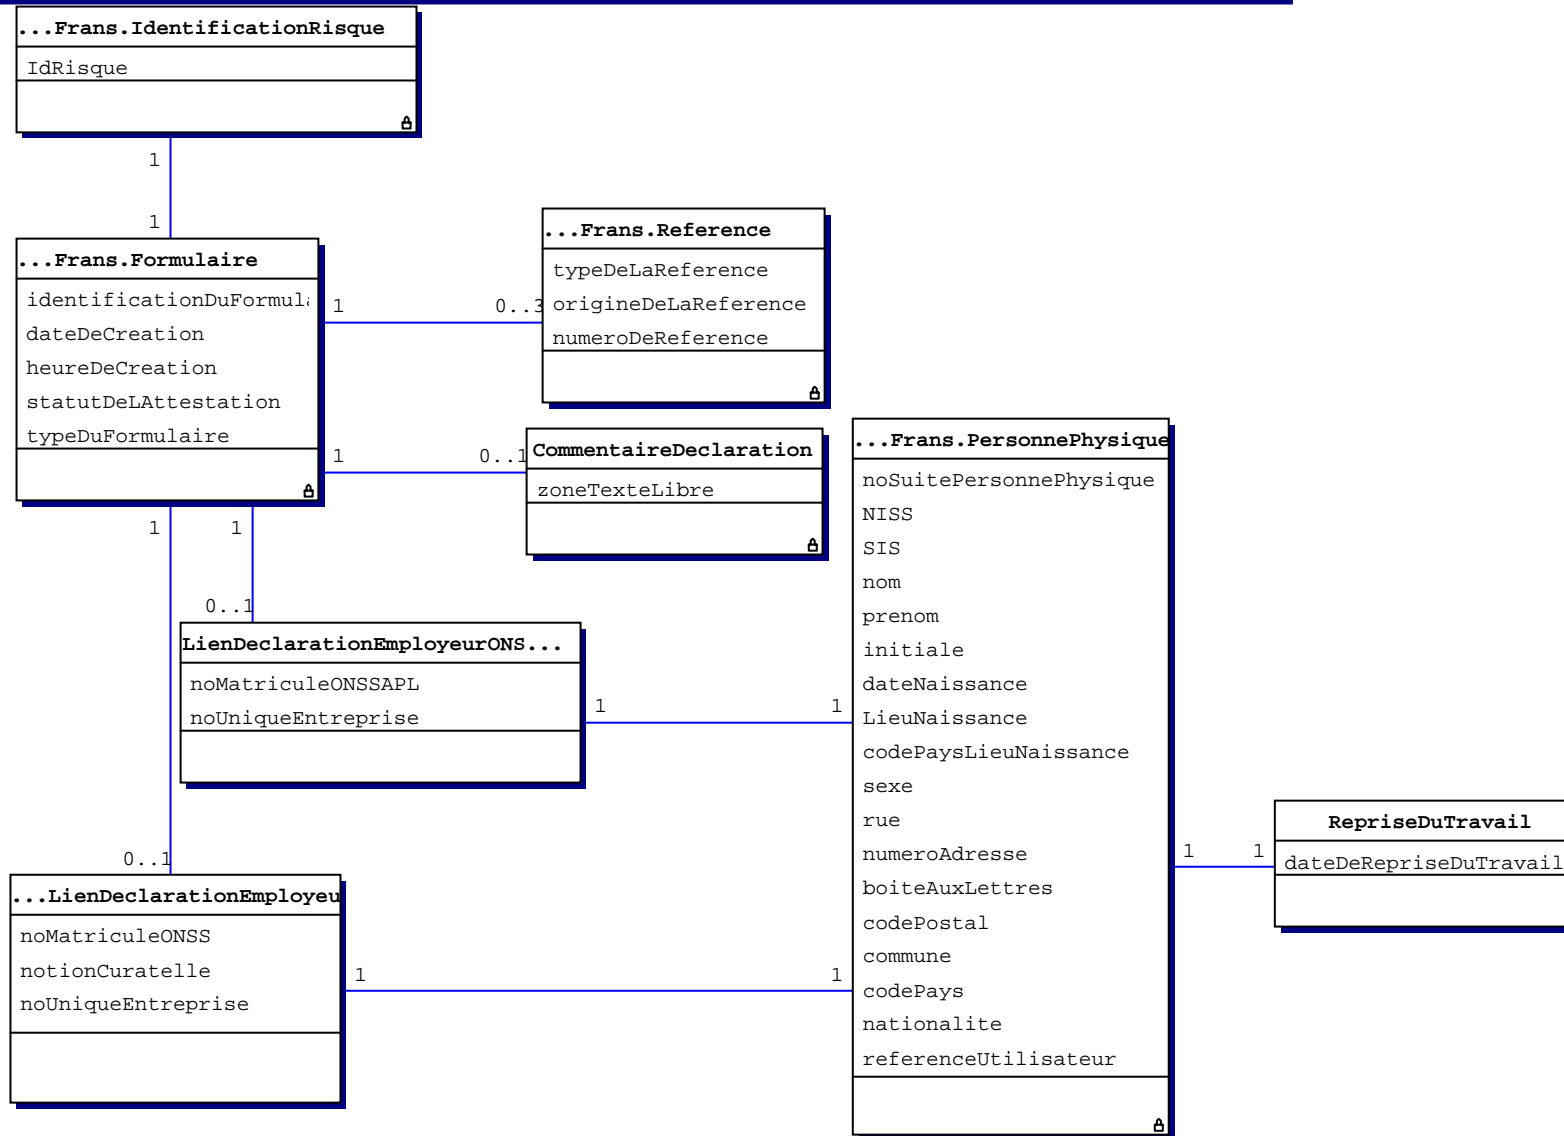 ...Frans.IdentificationRisque
IdRisque
1
1
...Frans.Formulaire
identificationDuFormul
dateDeCreation
heureDeCreation
statutDeLAttestation
typeDuFormulaire
1
0..3
...Frans.Reference
typeDeLaReference
origineDeLaReference
numeroDeReference
1
0..1
CommentaireDeclaration
zoneTexteLibre
1
1
0..1
LienDeclarationEmployeurONS...
noMatriculeONSSAPL
noUniqueEntreprise
1
1
0..1
...LienDeclarationEmployeu
noMatriculeONSS
notionCuratelle
noUniqueEntreprise
1
1
...Frans.PersonnePhysique
noSuitePersonnePhysique
NISS
SIS
nom
prenom
initiale
dateNaissance
LieuNaissance
codePaysLieuNaissance
sexe
rue
numeroAdresse
boiteAuxLettres
codePostal
commune
codePays
nationalite
referenceUtilisateur
1
1
RepriseDuTravail
dateDeRepriseDuTravail